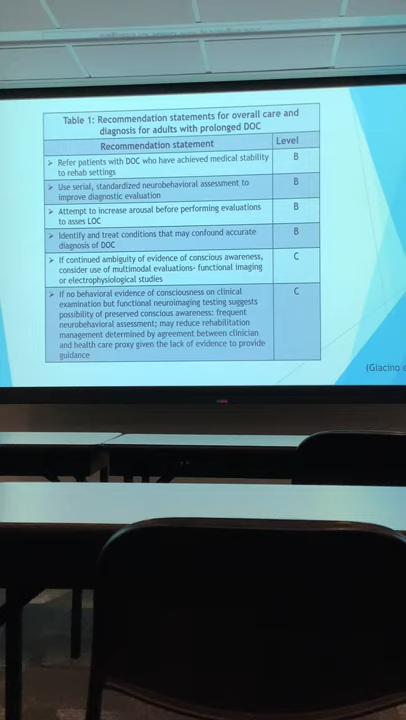 Table 1: Recommendation statements for overall care and
diagnosis for adults with prolonged DOC
Recommendation statement Level
➢ Refer patients with DOC who have achieved medical stability B
to rehab settings
➢ Use serial, standardized neurobehavioral assessment to B
improve diagnostic evaluation
➢ Attempt to increase arousal before performing evaluations B
to asses LOC
➢ Identify and treat conditions that may confound accurate B
diagnosis of DOC
➢ If continued ambiguity of evidence of conscious awareness, C
consider use of multimodal evaluations- functional imaging
or electrophysiological studies
➢ If no behavioral evidence of consciousness on clinical C
examination but functional neuroimaging testing suggests
possibility of preserved conscious awareness: frequent
neurobehavioral assessment; may reduce rehabilitation
management determined by agreement between clinician
and health care proxy given the lack of evidence to provide
guidance
(Giacino